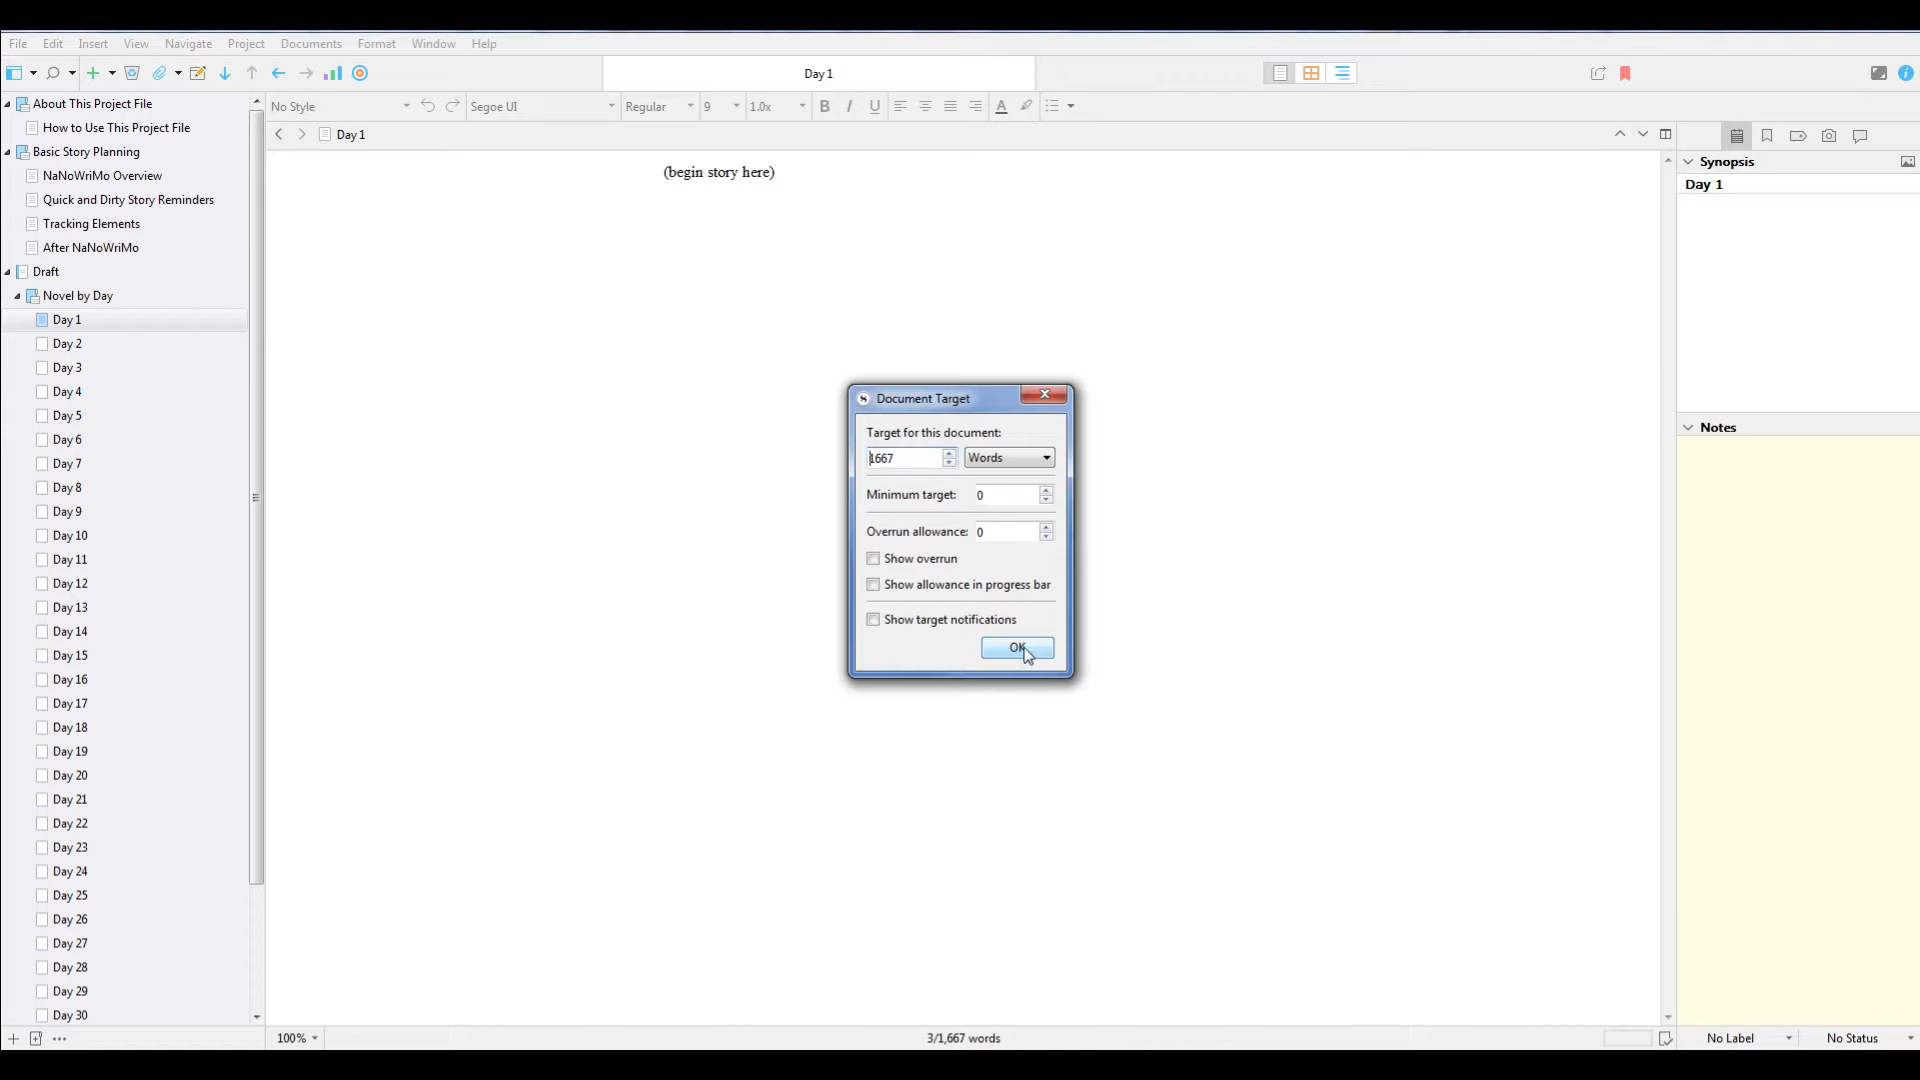 File Edit Insert View Navigate Project Documents Format Window Help
Day 1
No Style Segoe UI Regular 9 1.0x B I U A
About This Project File
How to Use This Project File
Basic Story Planning
NaNoWriMo Overview
Quick and Dirty Story Reminders
Tracking Elements
After NaNoWriMo
Draft
Novel by Day
Day 1
Day 2
Day 3
Day 4
Day 5
Day 6
Day 7
Day 8
Day 9
Day 10
Day 11
Day 12
Day 13
Day 14
Day 15
Day 16
Day 17
Day 18
Day 19
Day 20
Day 21
Day 22
Day 23
Day 24
Day 25
Day 26
Day 27
Day 28
Day 29
Day 30
Day 1
(begin story here)
Document Target
Target for this document:
1667 Words
Minimum target: 0
Overrun allowance: 0
Show overrun
Show allowance in progress bar
Show target notifications
OK
Synopsis
Day 1
Notes
100% 3/1,667 words No Label No Status